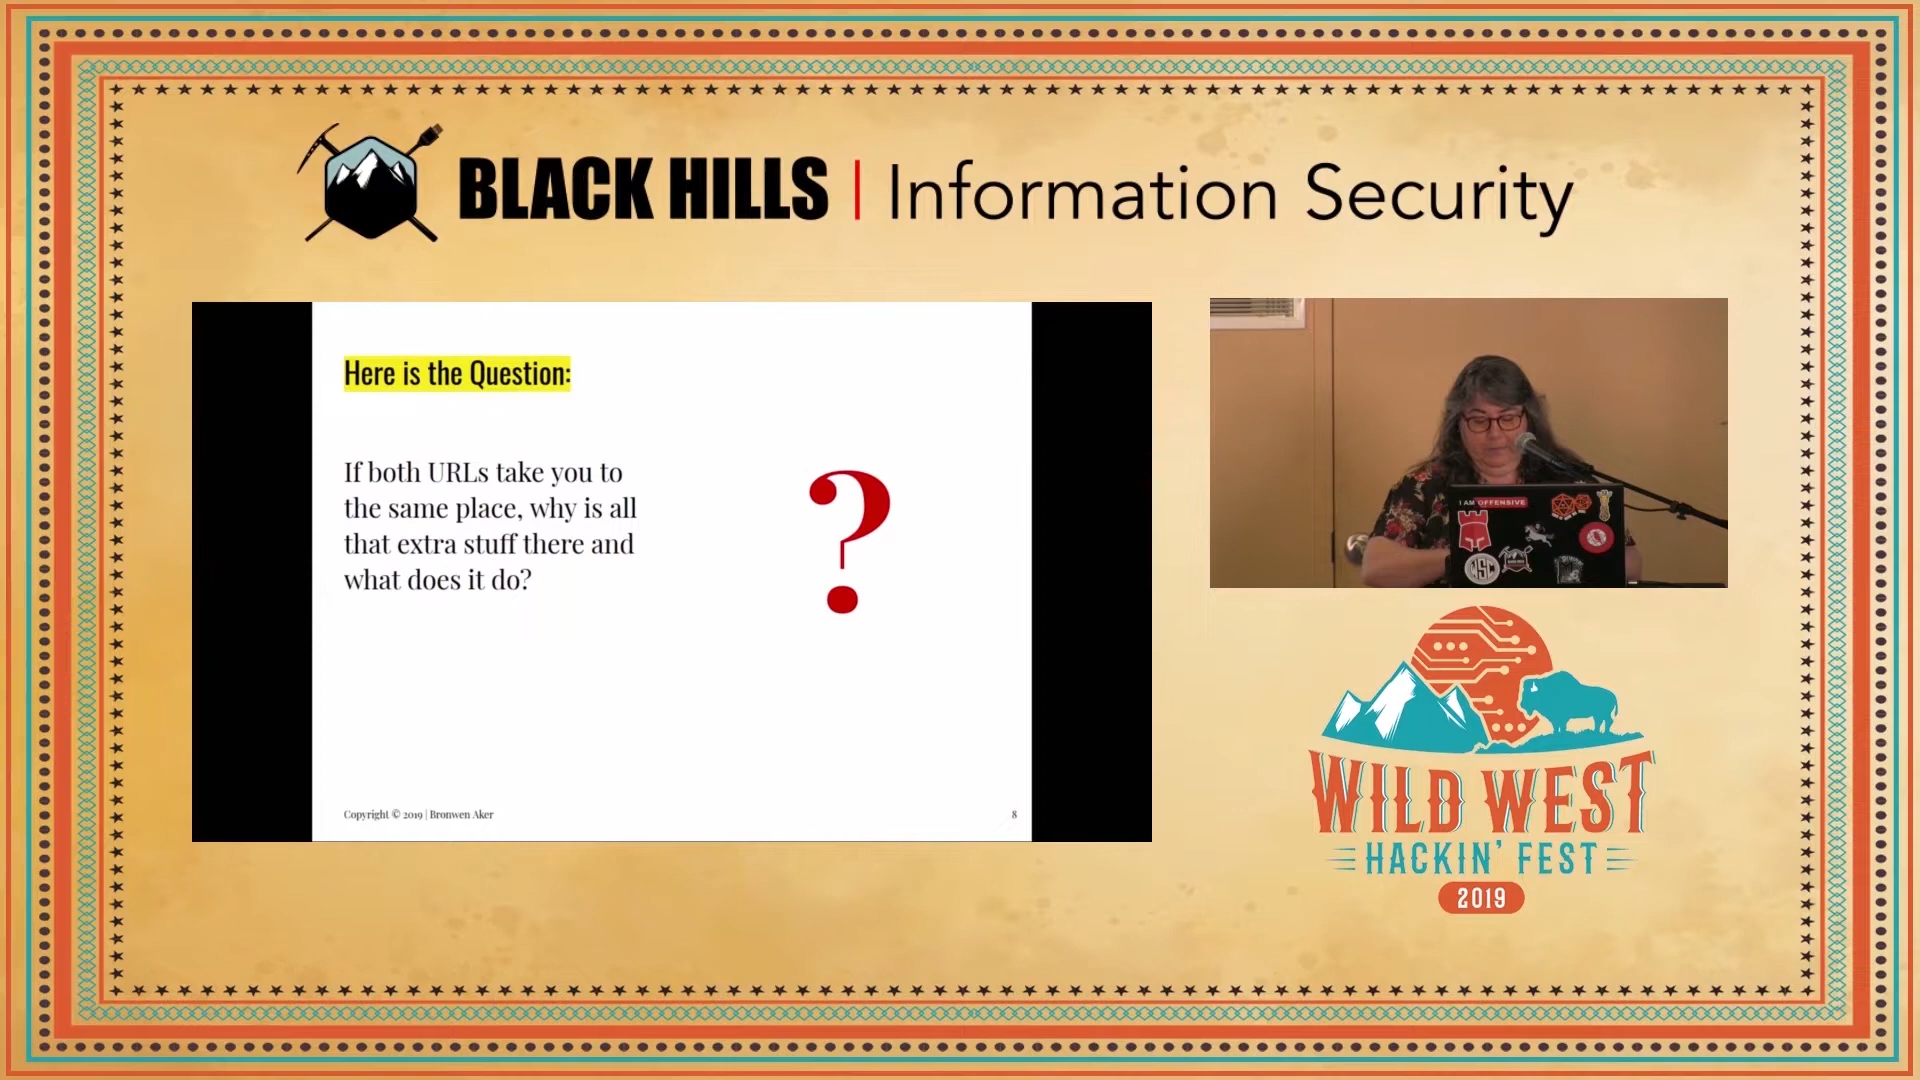 BLACK HILLS | Information Security
Here is the Question:
If both URLs take you to
the same place, why is all
that extra stuff there and
what does it do?
?
Copyright © 2019 | Bronwen Aker
8
I AM OFFENSIVE
WSC
WILD WEST
HACKIN' FEST
2019